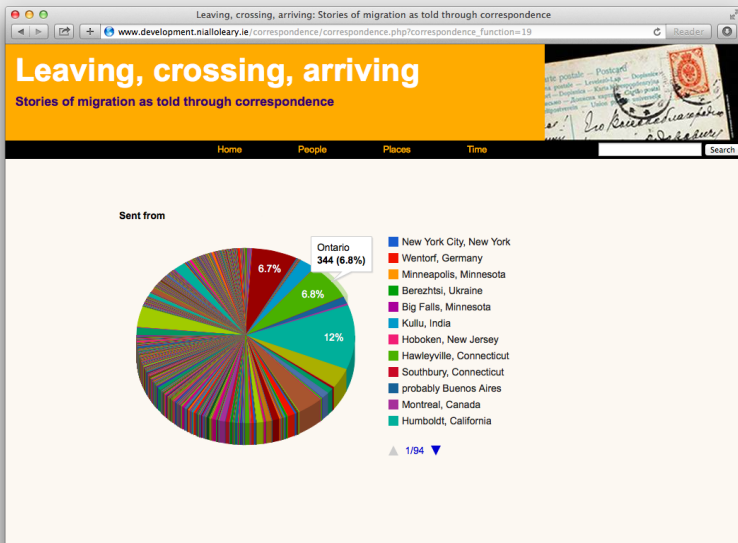 Leaving, crossing, arriving: Stories of migration as told through correspondence
www.development.nialloleary.ie/correspondence/correspondence.php?correspondence_function=19
Reader
Leaving, crossing, arriving
Stories of migration as told through correspondence
Home People Places Time Search
Sent from
Ontario
344 (6.8%)
6.7%
6.8%
12%
New York City, New York
Wentorf, Germany
Minneapolis, Minnesota
Berezhtsi, Ukraine
Big Falls, Minnesota
Kullu, India
Hoboken, New Jersey
Hawleyville, Connecticut
Southbury, Connecticut
probably Buenos Aires
Montreal, Canada
Humboldt, California
1/94